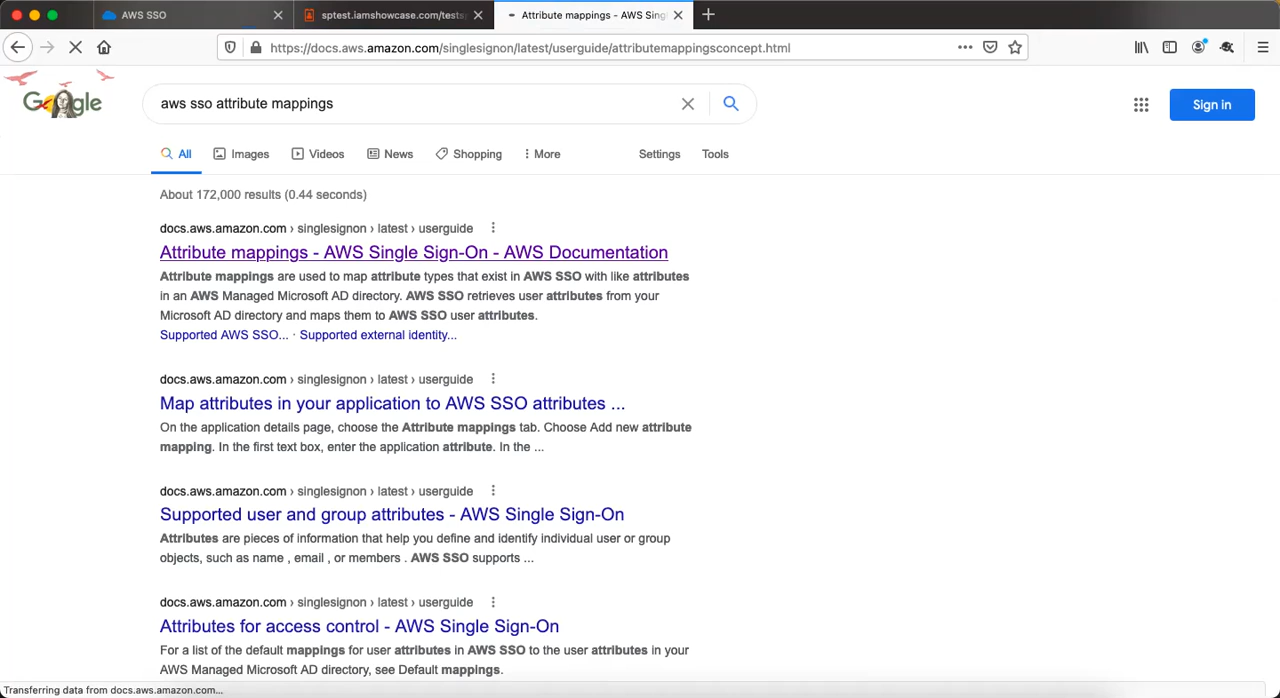 AWS SSO
sptest.iamshowcase.com/tests
Attribute mappings - AWS Sing
https://docs.aws.amazon.com/singlesignon/latest/userguide/attributemappingsconcept.html
Google
aws sso attribute mappings
Sign in
All Images Videos News Shopping More Settings Tools
About 172,000 results (0.44 seconds)
docs.aws.amazon.com › singlesignon › latest › userguide
Attribute mappings - AWS Single Sign-On - AWS Documentation
Attribute mappings are used to map attribute types that exist in AWS SSO with like attributes
in an AWS Managed Microsoft AD directory. AWS SSO retrieves user attributes from your
Microsoft AD directory and maps them to AWS SSO user attributes.
Supported AWS SSO... · Supported external identity...
docs.aws.amazon.com › singlesignon › latest › userguide
Map attributes in your application to AWS SSO attributes ...
On the application details page, choose the Attribute mappings tab. Choose Add new attribute
mapping. In the first text box, enter the application attribute. In the ...
docs.aws.amazon.com › singlesignon › latest › userguide
Supported user and group attributes - AWS Single Sign-On
Attributes are pieces of information that help you define and identify individual user or group
objects, such as name , email , or members . AWS SSO supports ...
docs.aws.amazon.com › singlesignon › latest › userguide
Attributes for access control - AWS Single Sign-On
For a list of the default mappings for user attributes in AWS SSO to the user attributes in your
AWS Managed Microsoft AD directory, see Default mappings.
Transferring data from docs.aws.amazon.com...